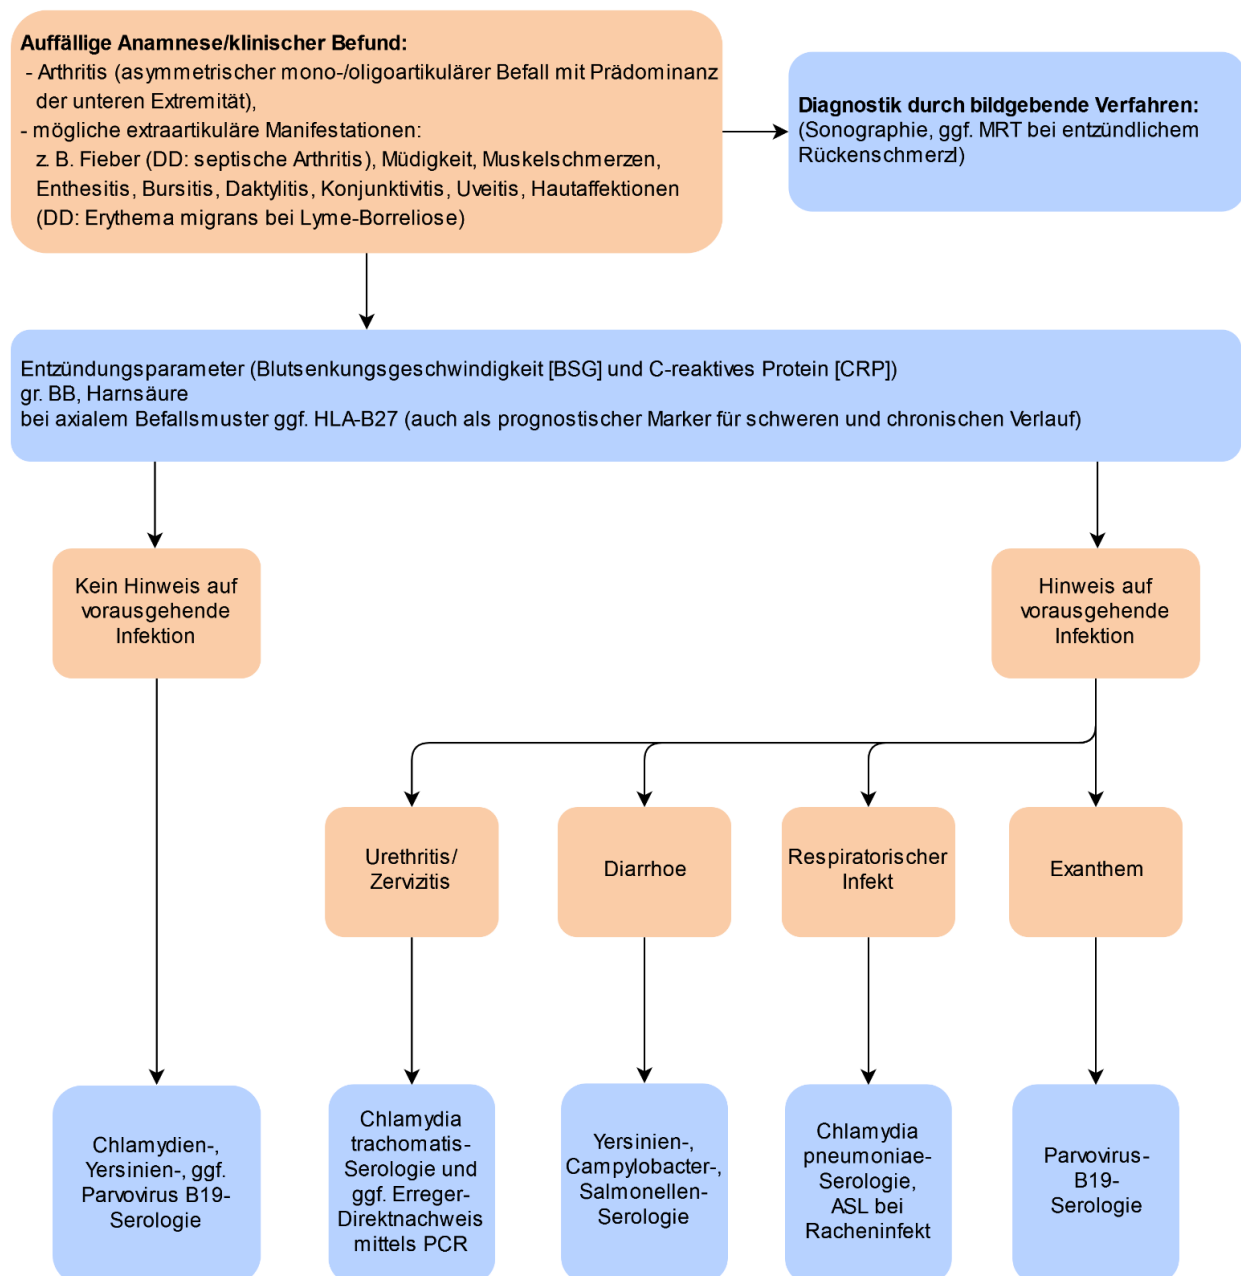 Auffällige Anamnese/klinischer Befund:
- Arthritis (asymmetrischer mono-/oligoartikulärer Befall mit Prädominanz
der unteren Extremität),
- mögliche extraartikuläre Manifestationen:
z. B. Fieber (DD: septische Arthritis), Müdigkeit, Muskelschmerzen,
Enthesitis, Bursitis, Daktylitis, Konjunktivitis, Uveitis, Hautaffektionen
(DD: Erythema migrans bei Lyme-Borreliose)
Diagnostik durch bildgebende Verfahren:
(Sonographie, ggf. MRT bei entzündlichem
Rückenschmerzl)
Entzündungsparameter (Blutsenkungsgeschwindigkeit [BSG] und C-reaktives Protein [CRP])
gr. BB, Harnsäure
bei axialem Befallsmuster ggf. HLA-B27 (auch als prognostischer Marker für schweren und chronischen Verlauf)
Kein Hinweis auf
vorausgehende
Infektion
Hinweis auf
vorausgehende
Infektion
Urethritis/
Zervizitis
Diarrhoe
Respiratorischer
Infekt
Exanthem
Chlamydien-,
Yersinien-, ggf.
Parvovirus B19-
Serologie
Chlamydia
trachomatis-
Serologie und
ggf. Erreger-
Direktnachweis
mittels PCR
Yersinien-,
Campylobacter-,
Salmonellen-
Serologie
Chlamydia
pneumoniae-
Serologie,
ASL bei
Racheninfekt
Parvovirus-
B19-
Serologie